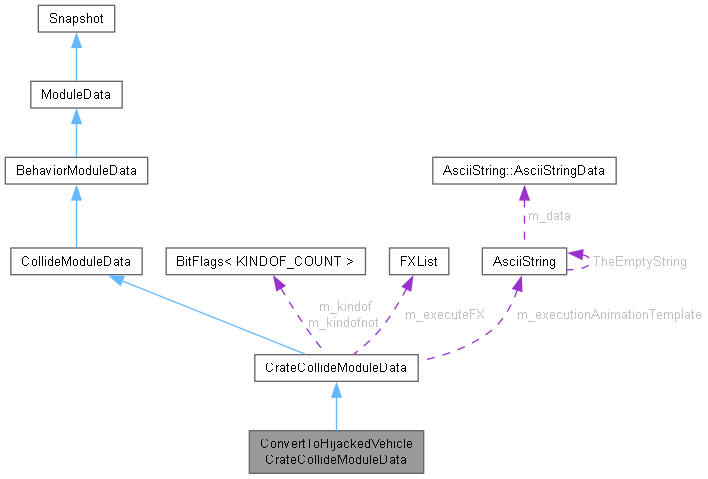 Snapshot
ModuleData
BehaviorModuleData
AsciiString::AsciiStringData
m_data
CollideModuleData
BitFlags< KINDOF_COUNT >
FXList
AsciiString
TheEmptyString
m_kindof
m_kindofnot
m_executeFX
m_executionAnimationTemplate
CrateCollideModuleData
ConvertToHijackedVehicle
CrateCollideModuleData